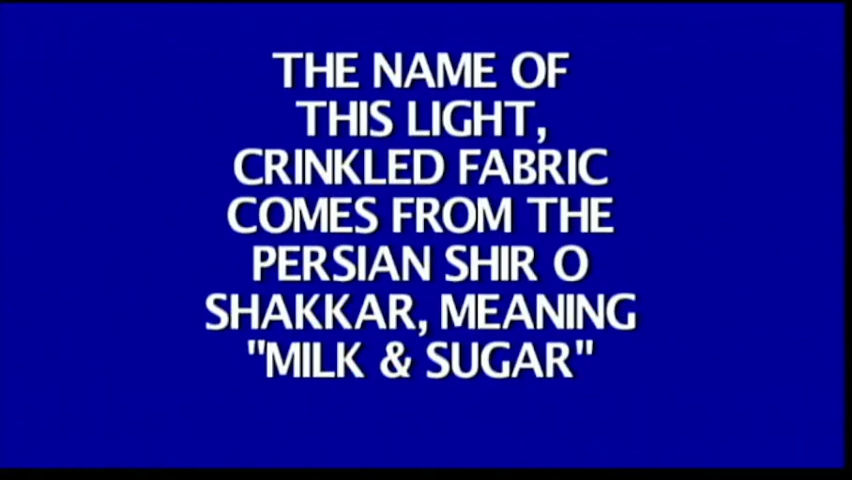 THE NAME OF
THIS LIGHT,
CRINKLED FABRIC
COMES FROM THE
PERSIAN SHIR O
SHAKKAR, MEANING
"MILK & SUGAR"